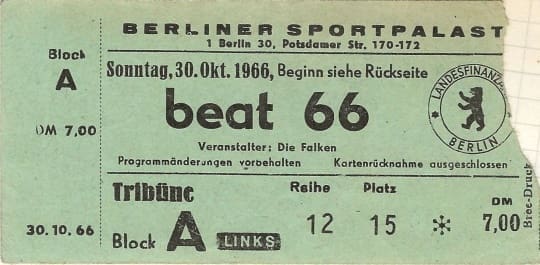 BERLINER SPORTPALAST
1 Berlin 30, Potsdamer Str. 170-172
Block
A
DM 7,00
30.10.66
Sonntag, 30. Okt. 1966, Beginn siehe Rückseite
beat 66
Veranstalter: Die Falken
Programmänderungen vorbehalten Kartenrücknahme ausgeschlossen
LANDESFINANZA
BERLIN
Tribüne Reihe Platz DM
Block A LINKS 12 15 * 7,00